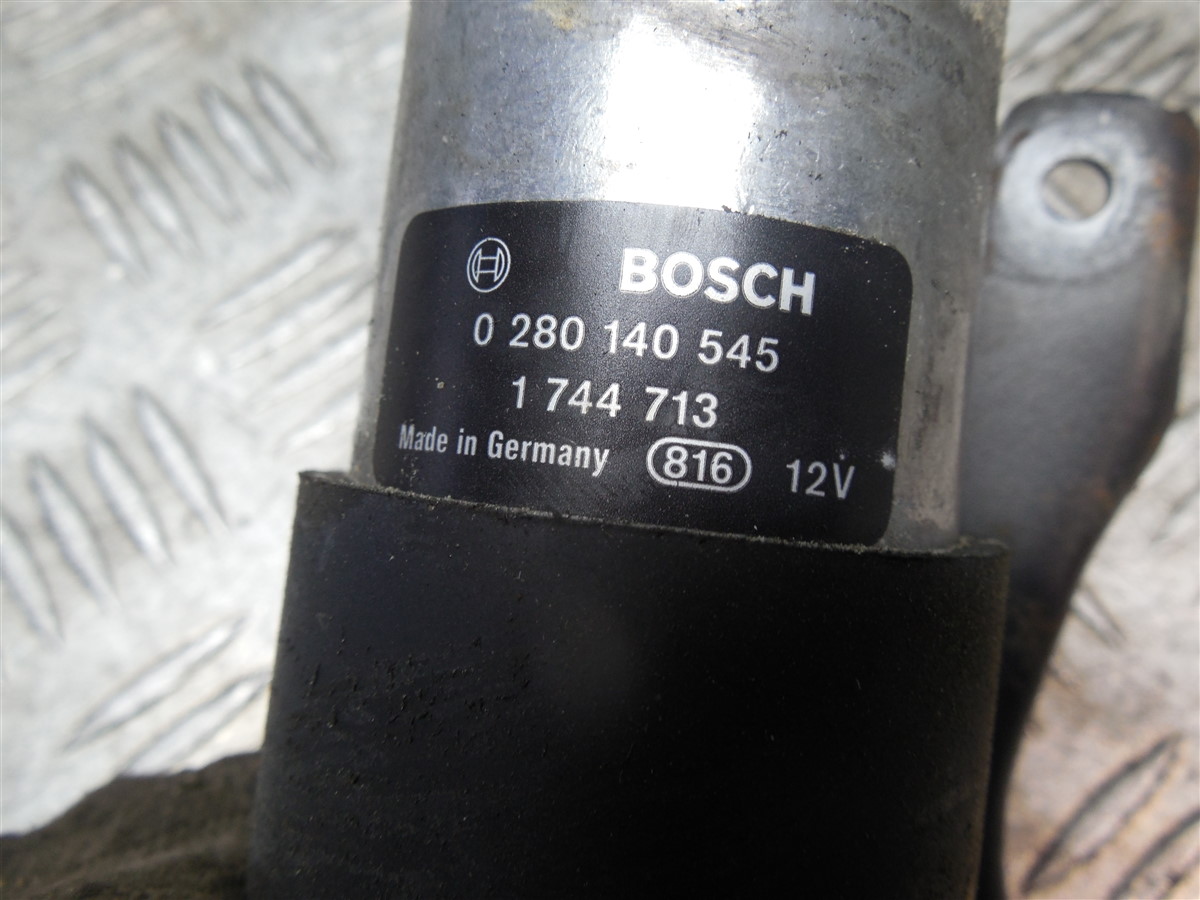 BOSCH
0 280 140 545
1 744 713
Made in Germany 816 12V